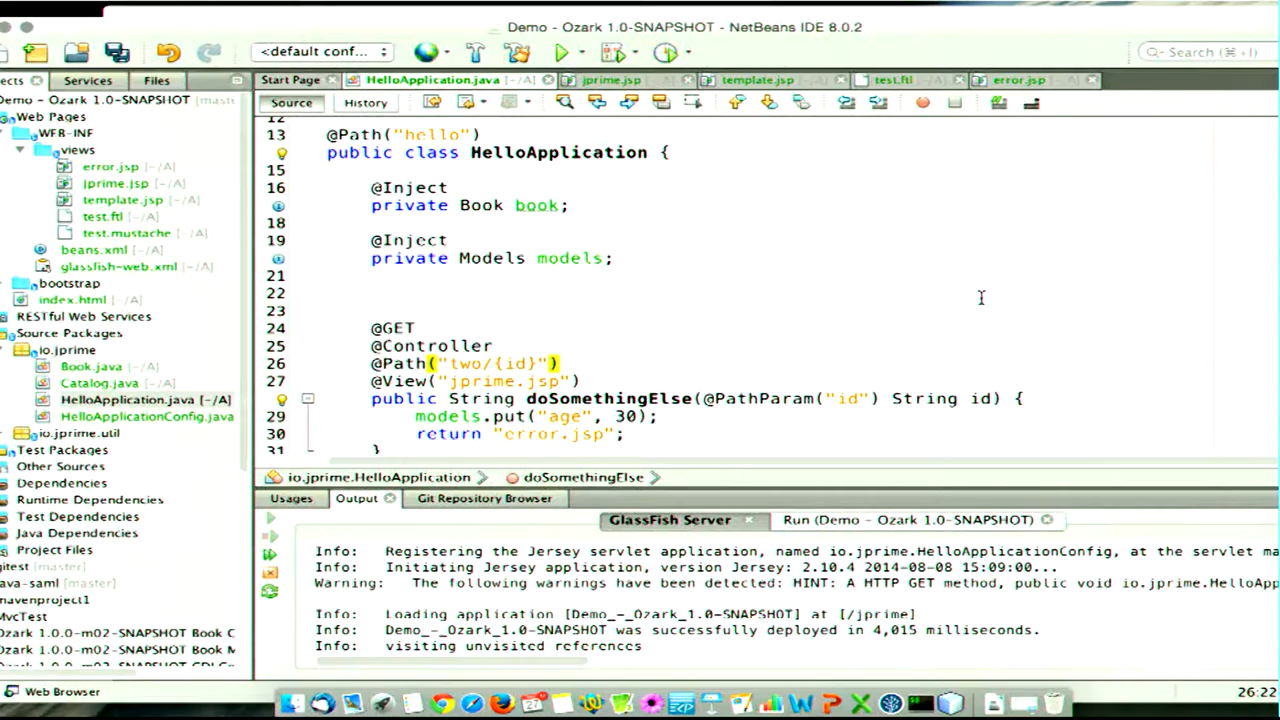 Demo - Ozark 1.0-SNAPSHOT - NetBeans IDE 8.0.2
<default conf...
Search (⌘+I)
ects Services Files
Start Page HelloApplication.java [-/A] jprime.jsp template.jsp test.ftl error.jsp
Source History
Demo - Ozark 1.0-SNAPSHOT
Web Pages
WEB-INF
views
error.jsp [-/A]
jprime.jsp [-/A]
template.jsp [-/A]
test.ftl [-/A]
test.mustache [-/A]
beans.xml [-/A]
glassfish-web.xml [-/A]
bootstrap
index.html [-/A]
RESTful Web Services
Source Packages
io.jprime
Book.java [-/A]
Catalog.java [-/A]
HelloApplication.java [-/A]
HelloApplicationConfig.java
io.jprime.util
Test Packages
Other Sources
Dependencies
Runtime Dependencies
Test Dependencies
Java Dependencies
Project Files
gitest [master]
ava-saml [master]
mavenproject1
MvcTest
Ozark 1.0.0-m02-SNAPSHOT Book C
Ozark 1.0.0-m02-SNAPSHOT Book M
12
13 @Path("hello")
public class HelloApplication {
15
16 @Inject
private Book book;
18
19 @Inject
private Models models;
21
22
23
24 @GET
25 @Controller
26 @Path("two/{id}")
27 @View("jprime.jsp")
public String doSomethingElse(@PathParam("id") String id) {
29 models.put("age", 30);
30 return "error.jsp";
31 }
io.jprime.HelloApplication doSomethingElse
Usages Output Git Repository Browser
GlassFish Server Run (Demo - Ozark 1.0-SNAPSHOT)
Info: Registering the Jersey servlet application, named io.jprime.HelloApplicationConfig, at the servlet ma
Info: Initiating Jersey application, version Jersey: 2.10.4 2014-08-08 15:09:00...
Warning: The following warnings have been detected: HINT: A HTTP GET method, public void io.jprime.HelloApp
Info: Loading application [Demo_-_Ozark_1.0-SNAPSHOT] at [/jprime]
Info: Demo_-_Ozark_1.0-SNAPSHOT was successfully deployed in 4,015 milliseconds.
Info: visiting unvisited references
Web Browser
26:22